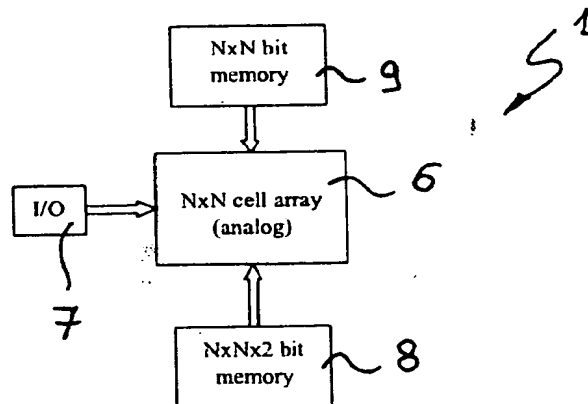 1
NxN bit
memory
9
NxN cell array
(analog)
6
I/O
7
NxNx2 bit
memory
8